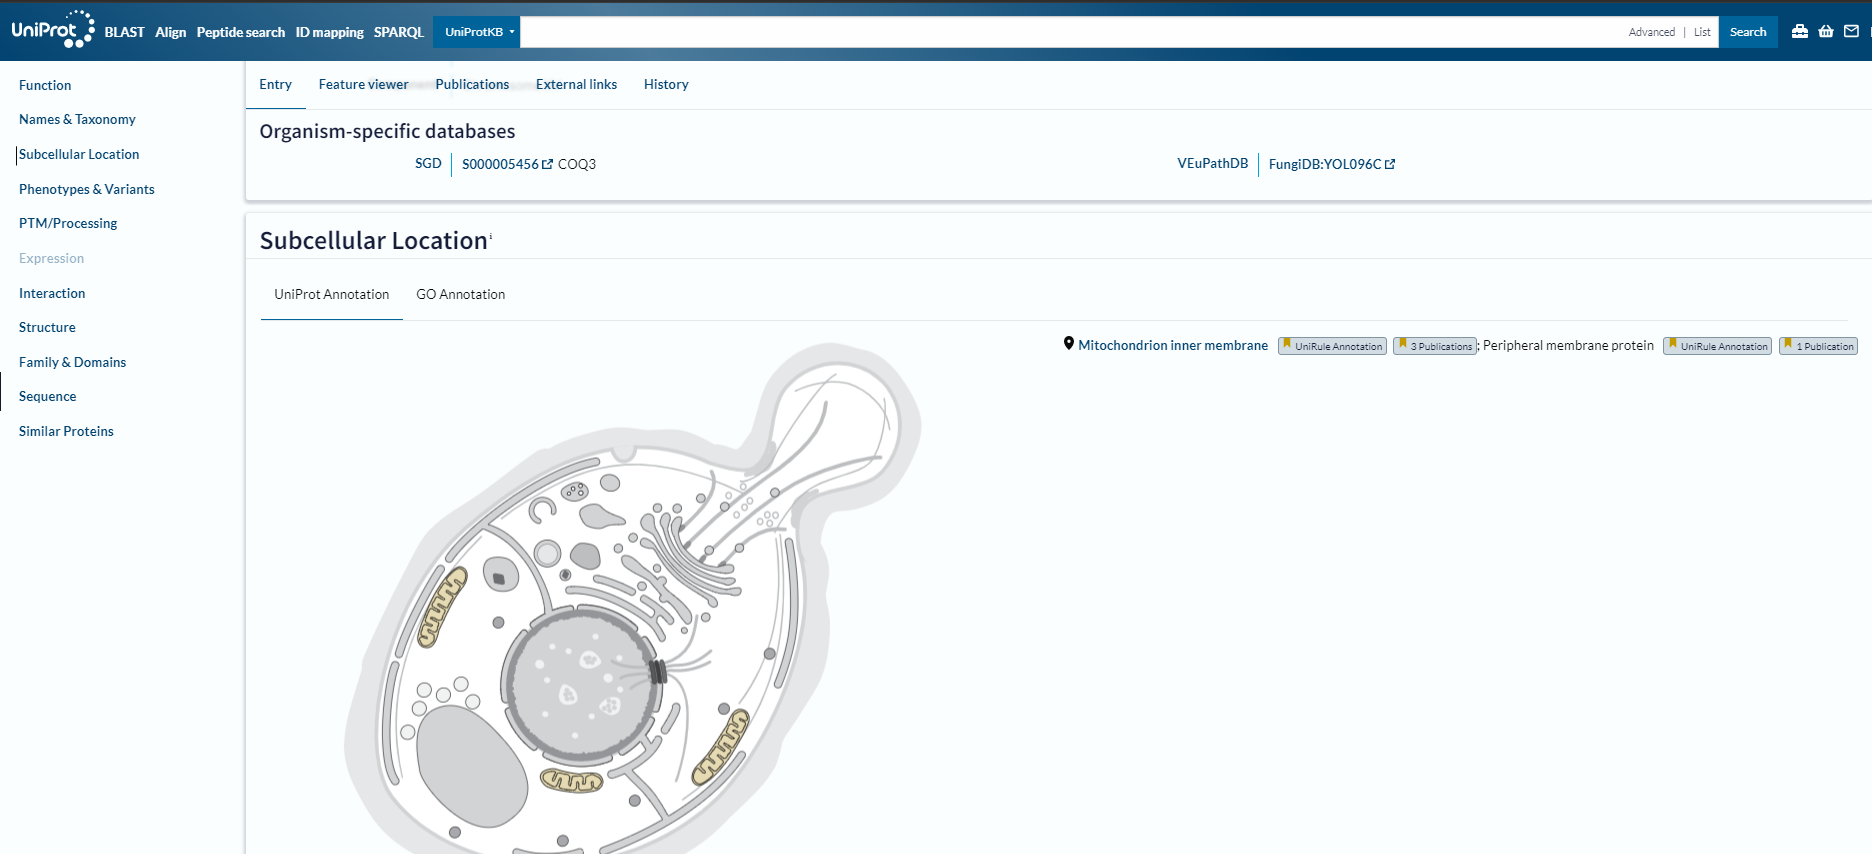 UniProt BLAST Align Peptide search ID mapping SPARQL UniProtKB Advanced | List Search
Function
Names & Taxonomy
Subcellular Location
Phenotypes & Variants
PTM/Processing
Expression
Interaction
Structure
Family & Domains
Sequence
Similar Proteins
Entry Feature viewer Publications External links History
Organism-specific databases
SGD S000005456 COQ3 VEuPathDB FungiDB:YOL096C
Subcellular Location i
UniProt Annotation GO Annotation
Mitochondrion inner membrane UniRule Annotation 3 Publications ; Peripheral membrane protein UniRule Annotation 1 Publication